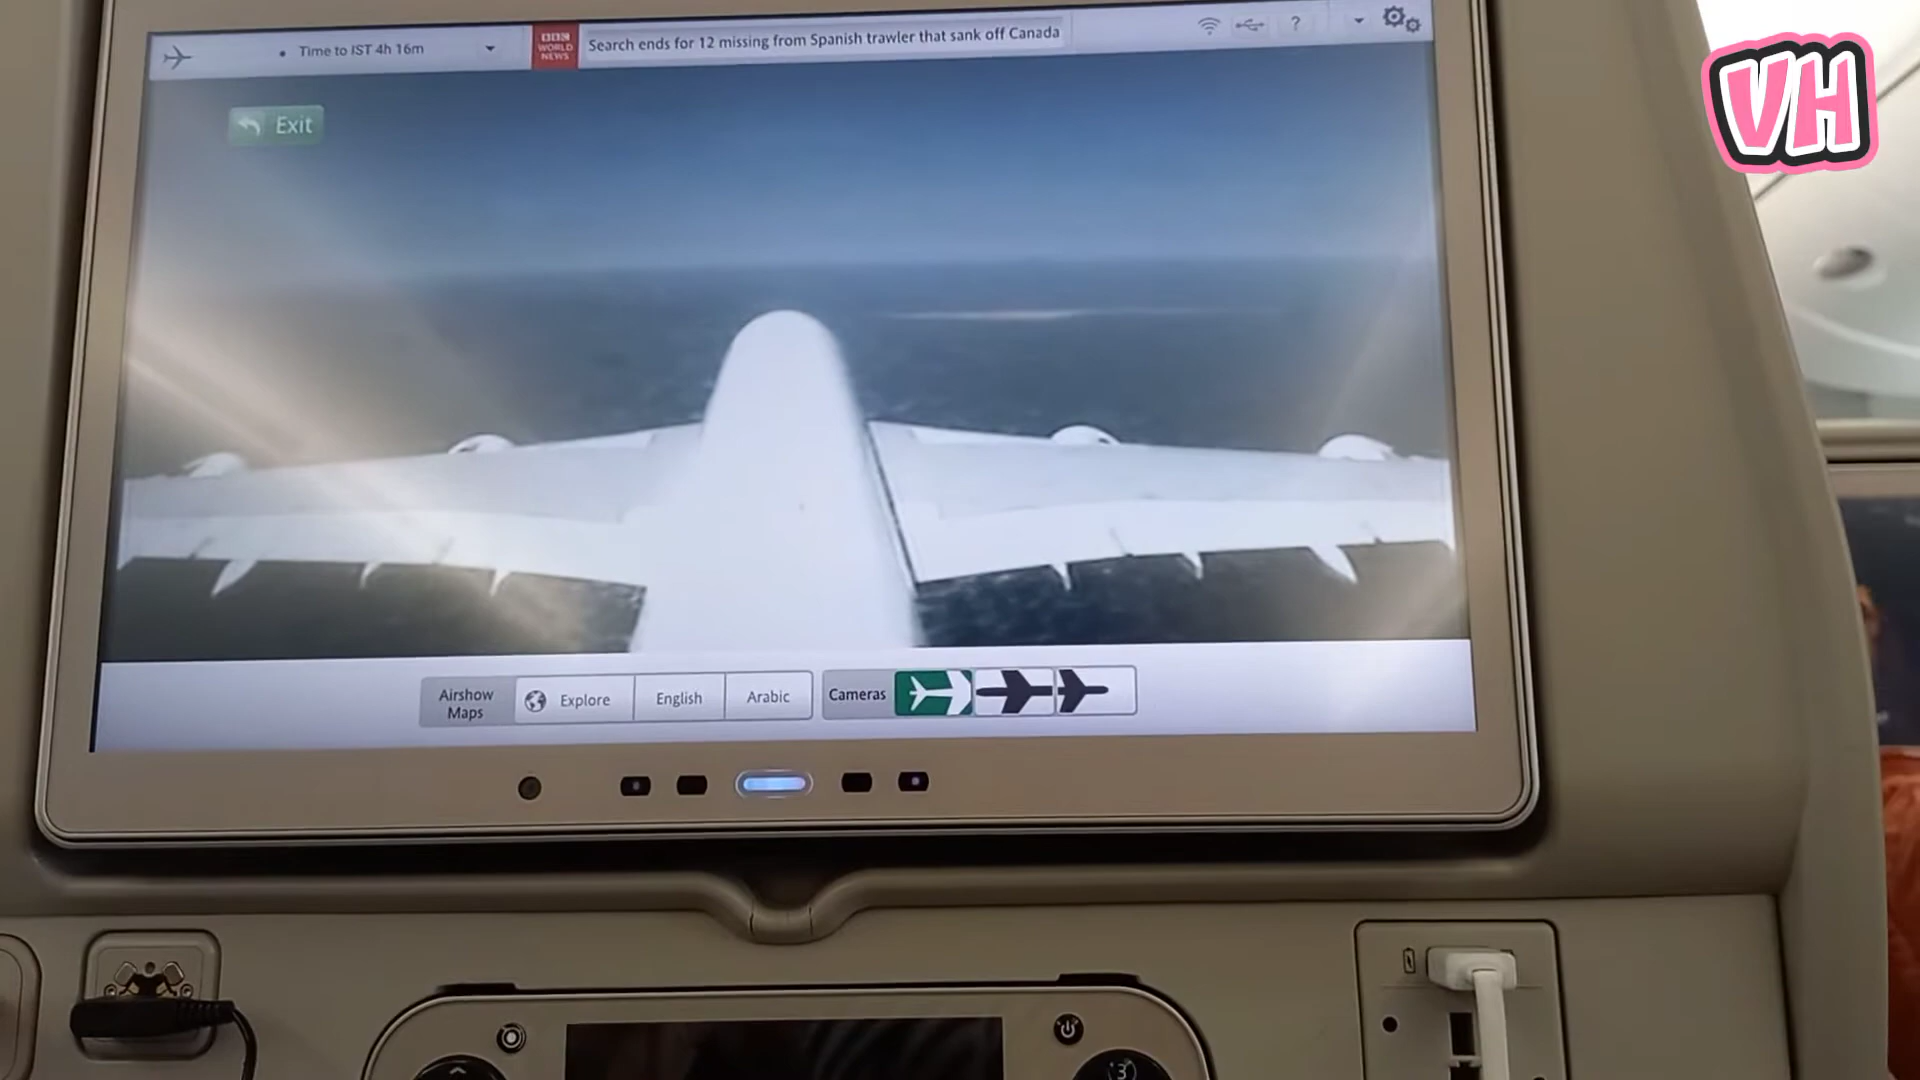 Time to IST 4h 16m
BBC
WORLD
NEWS
Search ends for 12 missing from Spanish trawler that sank off Canada
?
VH
Exit
Airshow
Maps
Explore
English
Arabic
Cameras
3